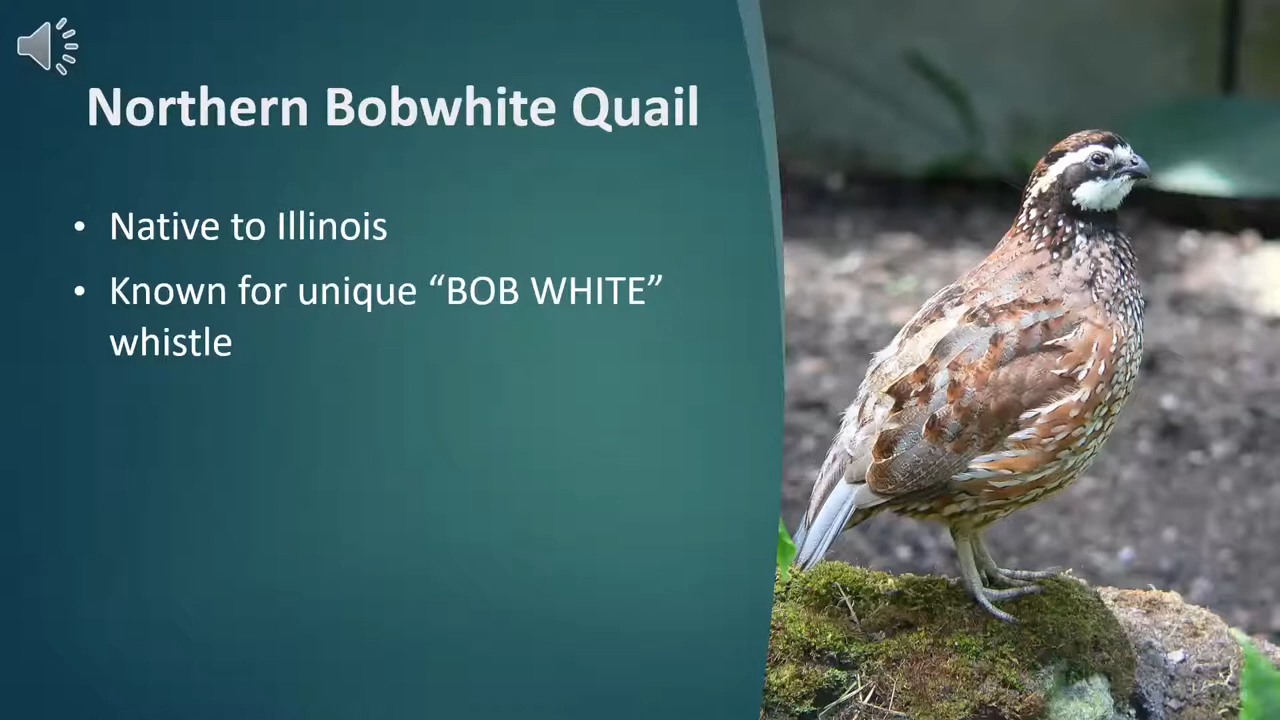 Northern Bobwhite Quail
• Native to Illinois
• Known for unique “BOB WHITE”
whistle